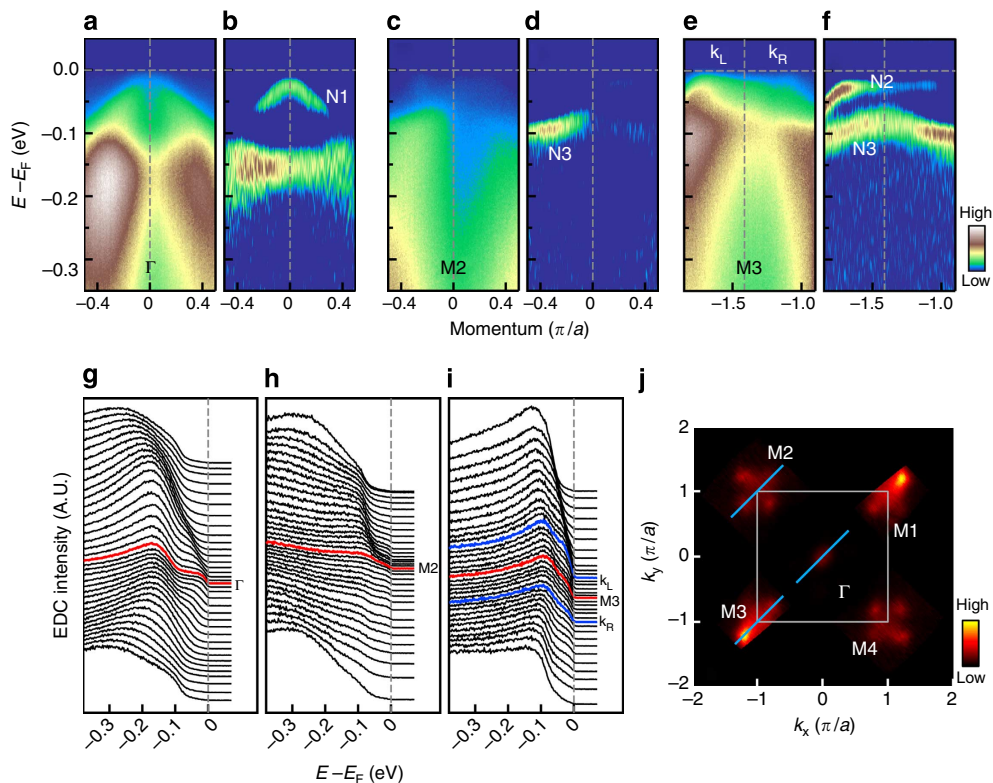 a b c d e f
0.0 −0.1 −0.2 −0.3
E−E_F (eV)
Γ
N1
M2
N3
k_L k_R
M3
N2
N3
High
Low
−0.4 0 0.4 −0.4 0 0.4 −0.4 0 0.4 −0.4 0 0.4 −1.4 −1.0 −1.4 −1.0
Momentum (π/a)
g h i j
EDC intensity (A.U.)
Γ
M2
k_L
M3
k_R
−0.3 −0.2 −0.1 0 −0.3 −0.2 −0.1 0 −0.3 −0.2 −0.1 0
E−E_F (eV)
2 1 0 −1 −2
k_y (π/a)
M2
M1
Γ
M3
M4
High
Low
−2 −1 0 1 2
k_x (π/a)